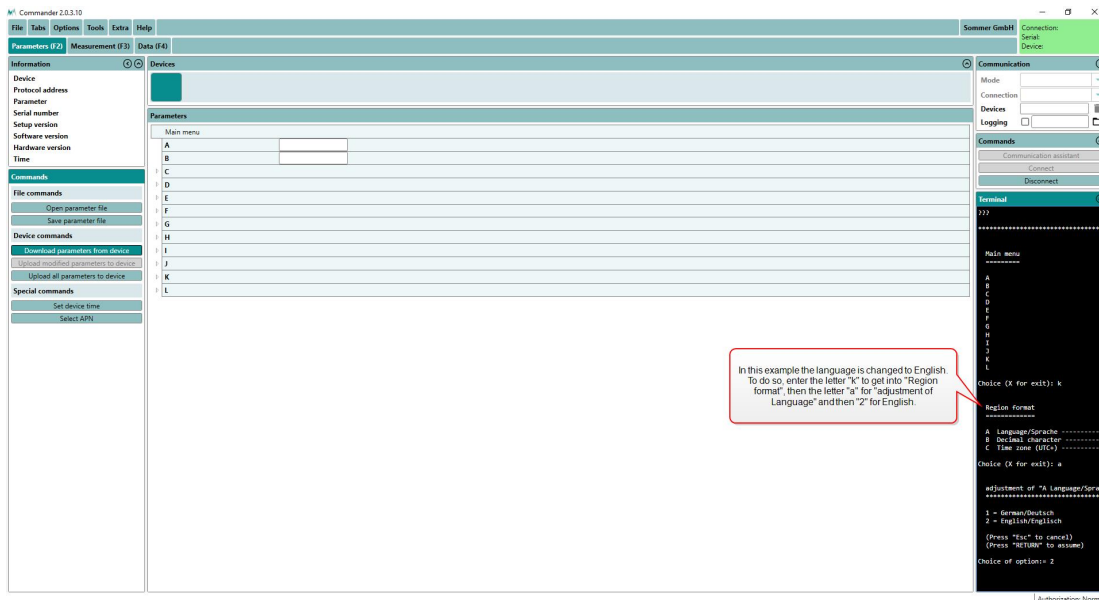 Commander 2.0.3.10
File Tabs Options Tools Extra Help
Sommer GmbH
Connection:
Serial:
Device:
Parameters (F2) Measurement (F3) Data (F4)
Information
Device
Protocol address
Parameter
Serial number
Setup version
Software version
Hardware version
Time
Commands
File commands
Open parameter file
Save parameter file
Device commands
Download parameters from device
Upload modified parameters to device
Upload all parameters to device
Special commands
Set device time
Select APN
Devices
Parameters
Main menu
A
B
C
D
E
F
G
H
I
J
K
L
In this example the language is changed to English.
To do so, enter the letter "k" to get into "Region
format", then the letter "a" for "adjustment of
Language" and then "2" for English.
Communication
Mode
Connection
Devices
Logging
Commands
Communication assistant
Connect
Disconnect
Terminal
???
********************************
Main menu
---------
A
B
C
D
E
F
G
H
I
J
K
L
Choice (X for exit): k
Region format
-------------
A Language/Sprache ----------
B Decimal character ---------
C Time zone (UTC+) ----------
Choice (X for exit): a
adjustment of "A Language/Spra
******************************
1 = German/Deutsch
2 = English/Englisch
(Press "Esc" to cancel)
(Press "RETURN" to assume)
Choice of option:= 2
Authorization: Norm